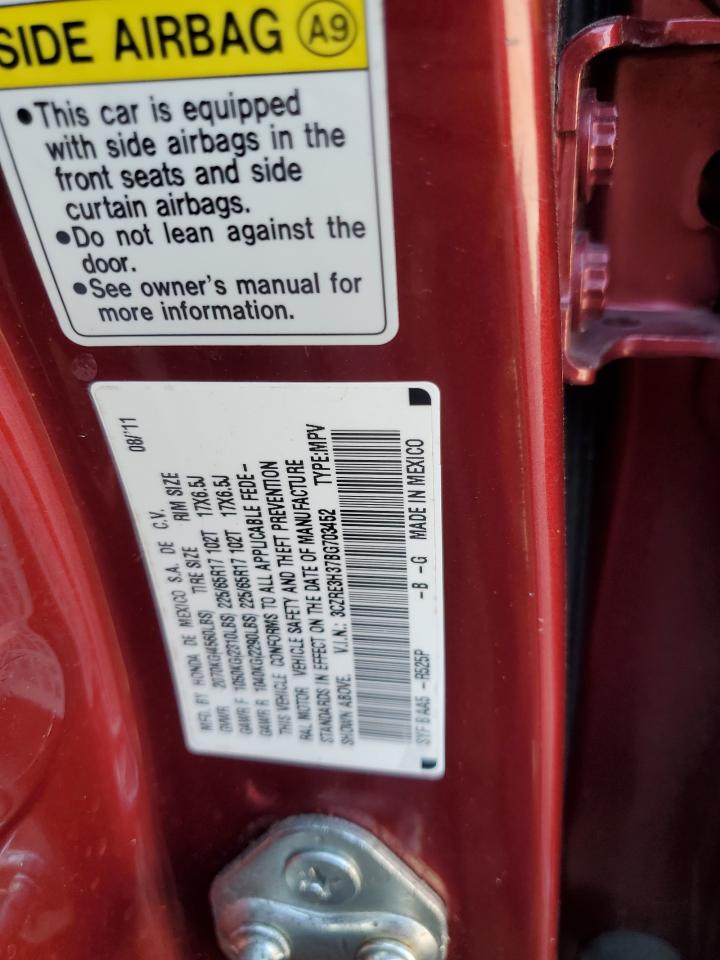 SIDE AIRBAG A9
•This car is equipped
with side airbags in the
front seats and side
curtain airbags.
•Do not lean against the
door.
•See owner's manual for
more information.
08/'11
MFD. BY HONDA DE MEXICO S.A. DE C.V.
TIRE SIZE RIM SIZE
GVWR 2070KG(4560LBS)
GAWR F 1050KG(2310LBS) 225/65R17 102T 17X6.5J
GAWR R 1040KG(2290LBS) 225/65R17 102T 17X6.5J
THIS VEHICLE CONFORMS TO ALL APPLICABLE FEDE-
RAL MOTOR VEHICLE SAFETY AND THEFT PREVENTION
STANDARDS IN EFFECT ON THE DATE OF MANUFACTURE
SHOWN ABOVE. V.I.N.: 3CZRE3H37BG703452 TYPE:MPV
SYF B AA5 -R525P -B -G MADE IN MEXICO